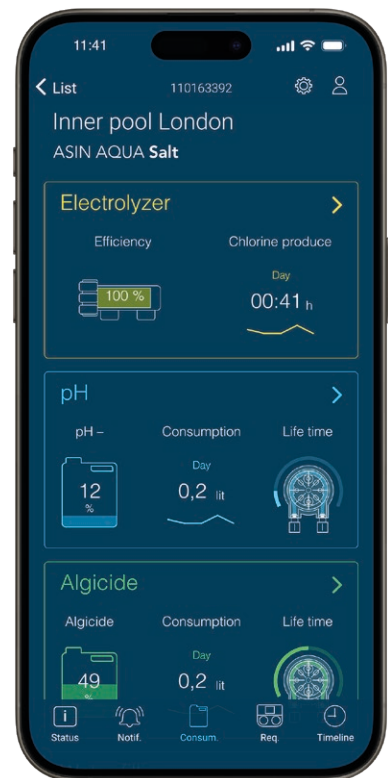 11:41
List 110163392
Inner pool London
ASIN AQUA Salt
Electrolyzer
Efficiency Chlorine produce
100 % Day
00:41 h
pH
pH – Consumption Life time
12 % Day
0,2 lit
Algicide
Algicide Consumption Life time
49 Day
0,2 lit
Status Notif. Consum. Req. Timeline